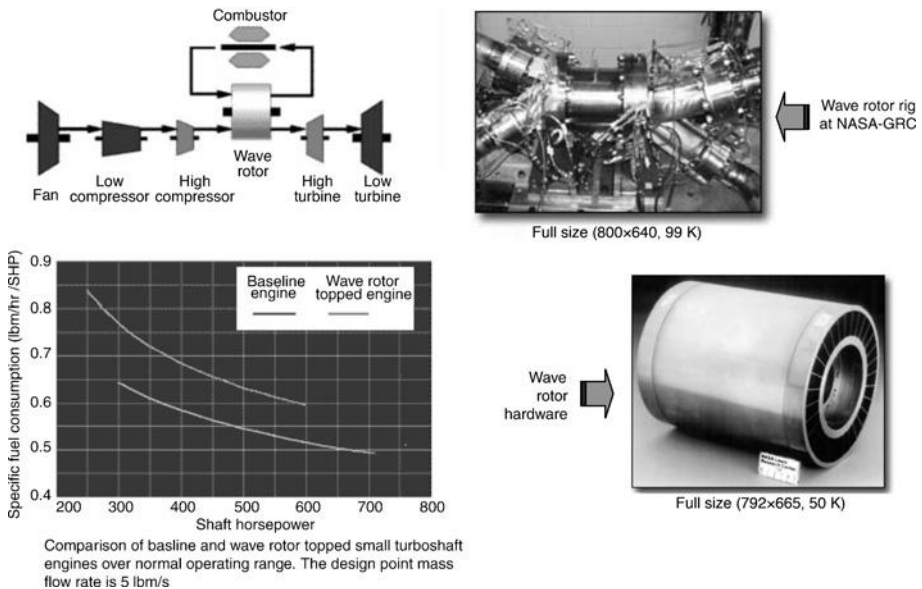 Combustor
Fan
Low
compressor
High
compressor
Wave
rotor
High
turbine
Low
turbine
Wave rotor rig
at NASA-GRC
Full size (800×640, 99 K)
Specific fuel consumption (lbm/hr /SHP)
0.9
0.8
0.7
0.6
0.5
0.4
Baseline
engine
Wave rotor
topped engine
200 300 400 500 600 700 800
Shaft horsepower
Comparison of basline and wave rotor topped small turboshaft
engines over normal operating range. The design point mass
flow rate is 5 lbm/s
Wave
rotor
hardware
Full size (792×665, 50 K)